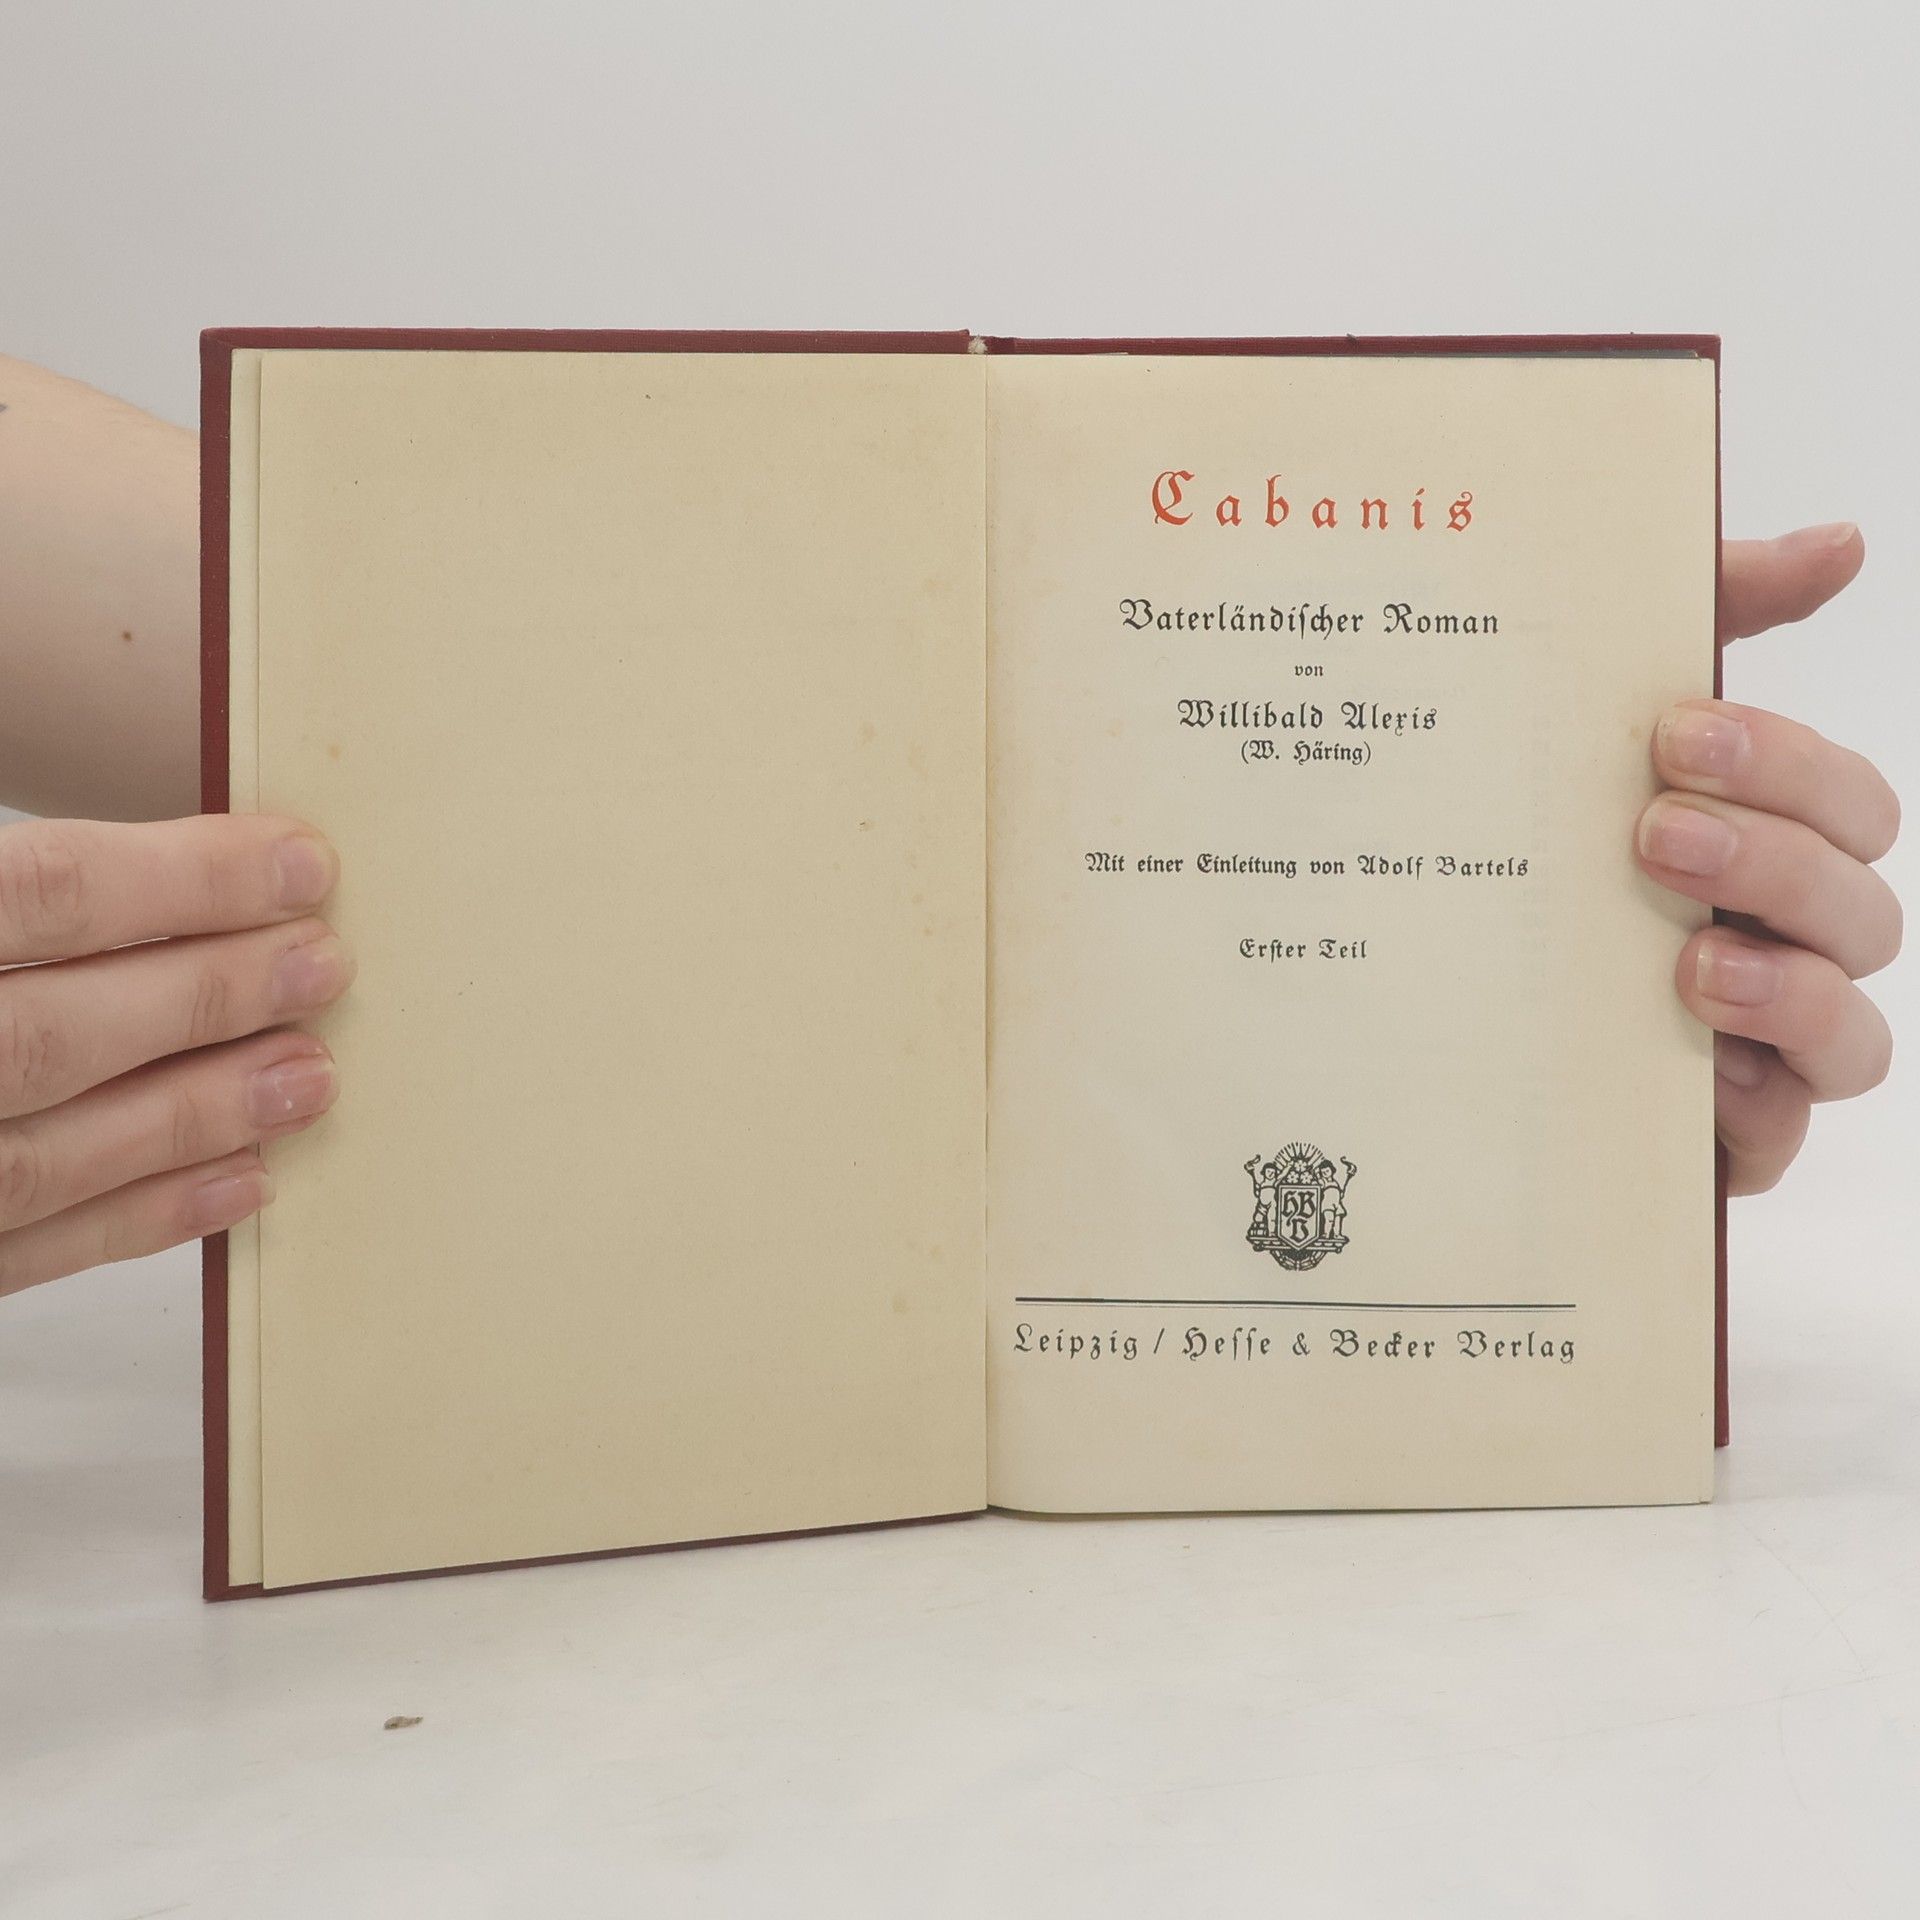 Cabanis
Vaterländiſcher Roman
von
Willibald Alexis
(W. Häring)
Mit einer Einleitung von Adolf Bartels
Erſter Teil
HB
V
Leipzig / Heſſe & Becker Verlag